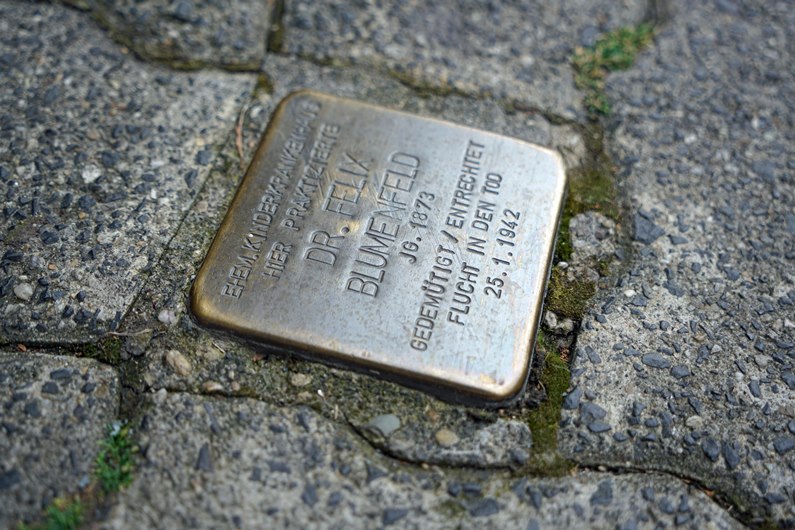 EHEM. KINDERKRANKENHAUS
HIER PRAKTIZIERTE
DR. FELIX
BLUMENFELD
JG. 1873
GEDEMÜTIGT / ENTRECHTET
FLUCHT IN DEN TOD
25.1.1942